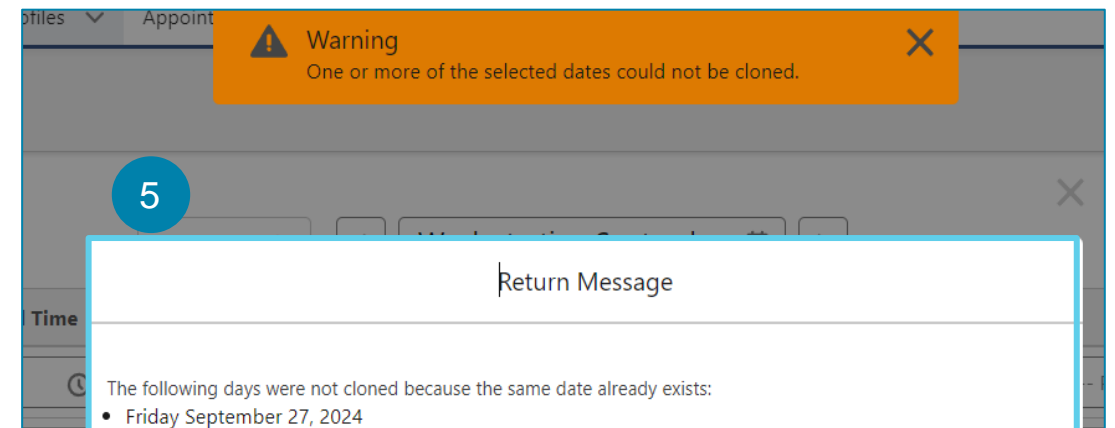 Appoint
Warning
One or more of the selected dates could not be cloned.
5
Return Message
Time
The following days were not cloned because the same date already exists:
• Friday September 27, 2024